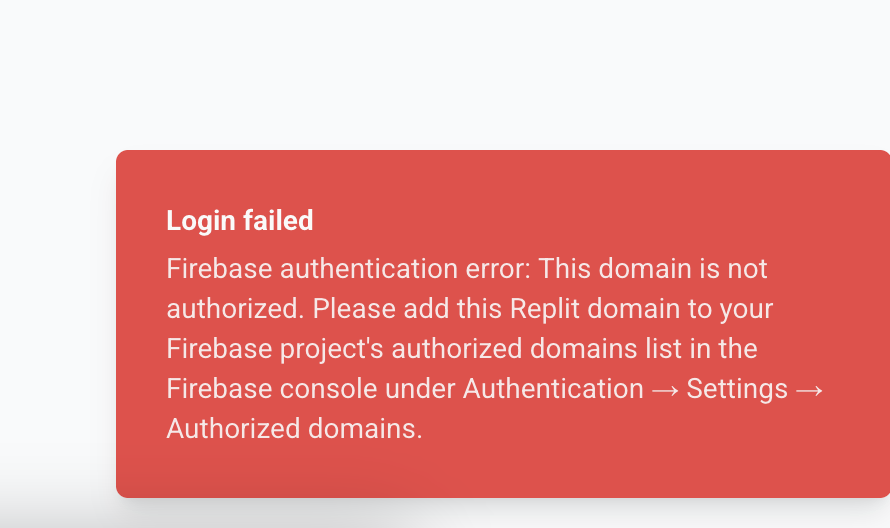 Login failed
Firebase authentication error: This domain is not
authorized. Please add this Replit domain to your
Firebase project's authorized domains list in the
Firebase console under Authentication → Settings →
Authorized domains.